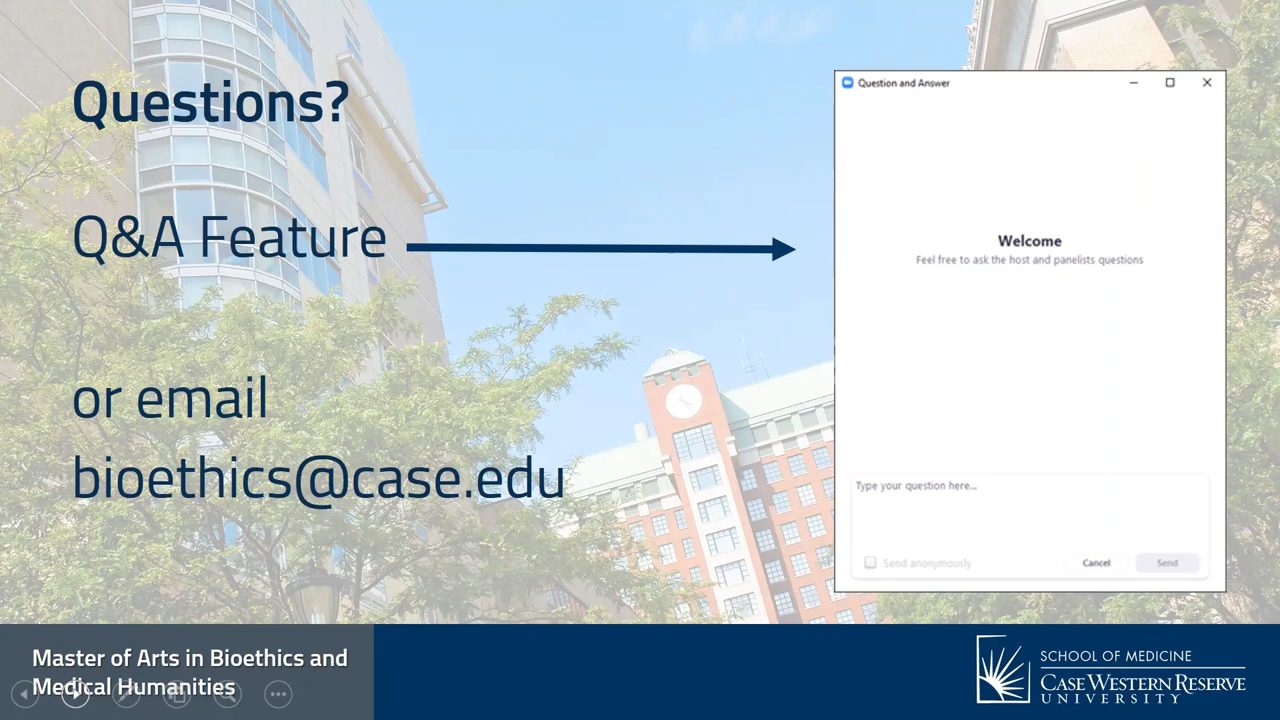 Questions?
Q&A Feature
or email
bioethics@case.edu
Question and Answer
Welcome
Feel free to ask the host and panelists questions
Type your question here...
Send anonymously
Cancel
Send
Master of Arts in Bioethics and
Medical Humanities
SCHOOL OF MEDICINE
CASE WESTERN RESERVE
UNIVERSITY